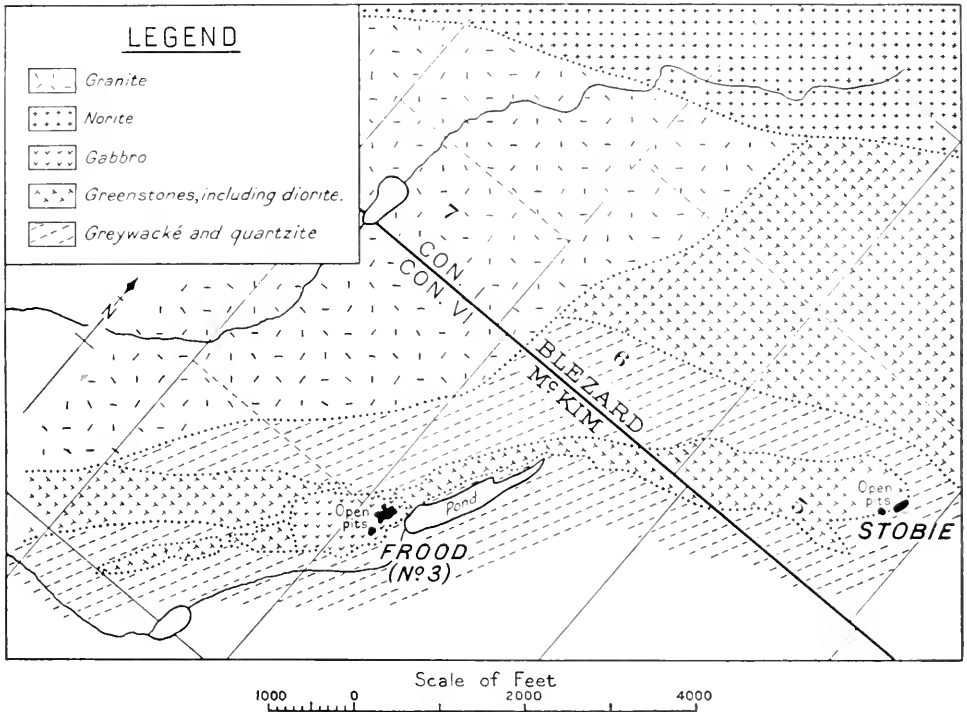 LEGEND
Granite
Norite
Gabbro
Greenstones, including diorite.
Greywacké and quartzite
N
7
CON
CON VI
BLEZARD
McKIM
6
5
Open
pits
Pond
FROOD
(No 3)
Open
pits
STOBIE
Scale of Feet
1000 0 2000 4000